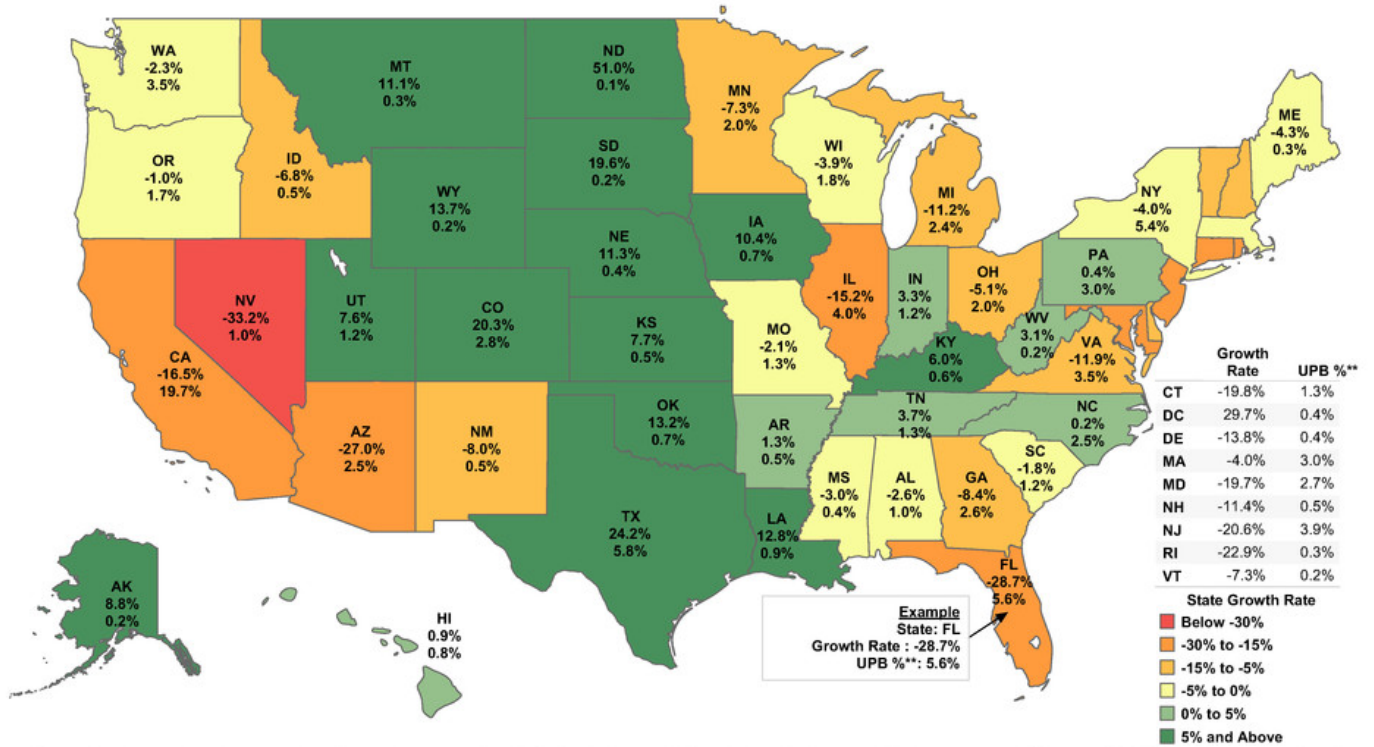 WA
-2.3%
3.5%
MT
11.1%
0.3%
ND
51.0%
0.1%
MN
-7.3%
2.0%
OR
-1.0%
1.7%
ID
-6.8%
0.5%
WY
13.7%
0.2%
SD
19.6%
0.2%
WI
-3.9%
1.8%
MI
-11.2%
2.4%
ME
-4.3%
0.3%
NY
-4.0%
5.4%
NE
11.3%
0.4%
IA
10.4%
0.7%
IL
-15.2%
4.0%
IN
3.3%
1.2%
OH
-5.1%
2.0%
PA
0.4%
3.0%
NV
-33.2%
1.0%
UT
7.6%
1.2%
CO
20.3%
2.8%
KS
7.7%
0.5%
MO
-2.1%
1.3%
KY
6.0%
0.6%
WV
3.1%
0.2%
VA
-11.9%
3.5%
CA
-16.5%
19.7%
AZ
-27.0%
2.5%
NM
-8.0%
0.5%
OK
13.2%
0.7%
AR
1.3%
0.5%
TN
3.7%
1.3%
NC
0.2%
2.5%
SC
-1.8%
1.2%
MS
-3.0%
0.4%
AL
-2.6%
1.0%
GA
-8.4%
2.6%
TX
24.2%
5.8%
LA
12.8%
0.9%
FL
-28.7%
5.6%
AK
8.8%
0.2%
HI
0.9%
0.8%
Example
State: FL
Growth Rate : -28.7%
UPB %**: 5.6%
Growth
Rate UPB %**
CT -19.8% 1.3%
DC 29.7% 0.4%
DE -13.8% 0.4%
MA -4.0% 3.0%
MD -19.7% 2.7%
NH -11.4% 0.5%
NJ -20.6% 3.9%
RI -22.9% 0.3%
VT -7.3% 0.2%
State Growth Rate
Below -30%
-30% to -15%
-15% to -5%
-5% to 0%
0% to 5%
5% and Above